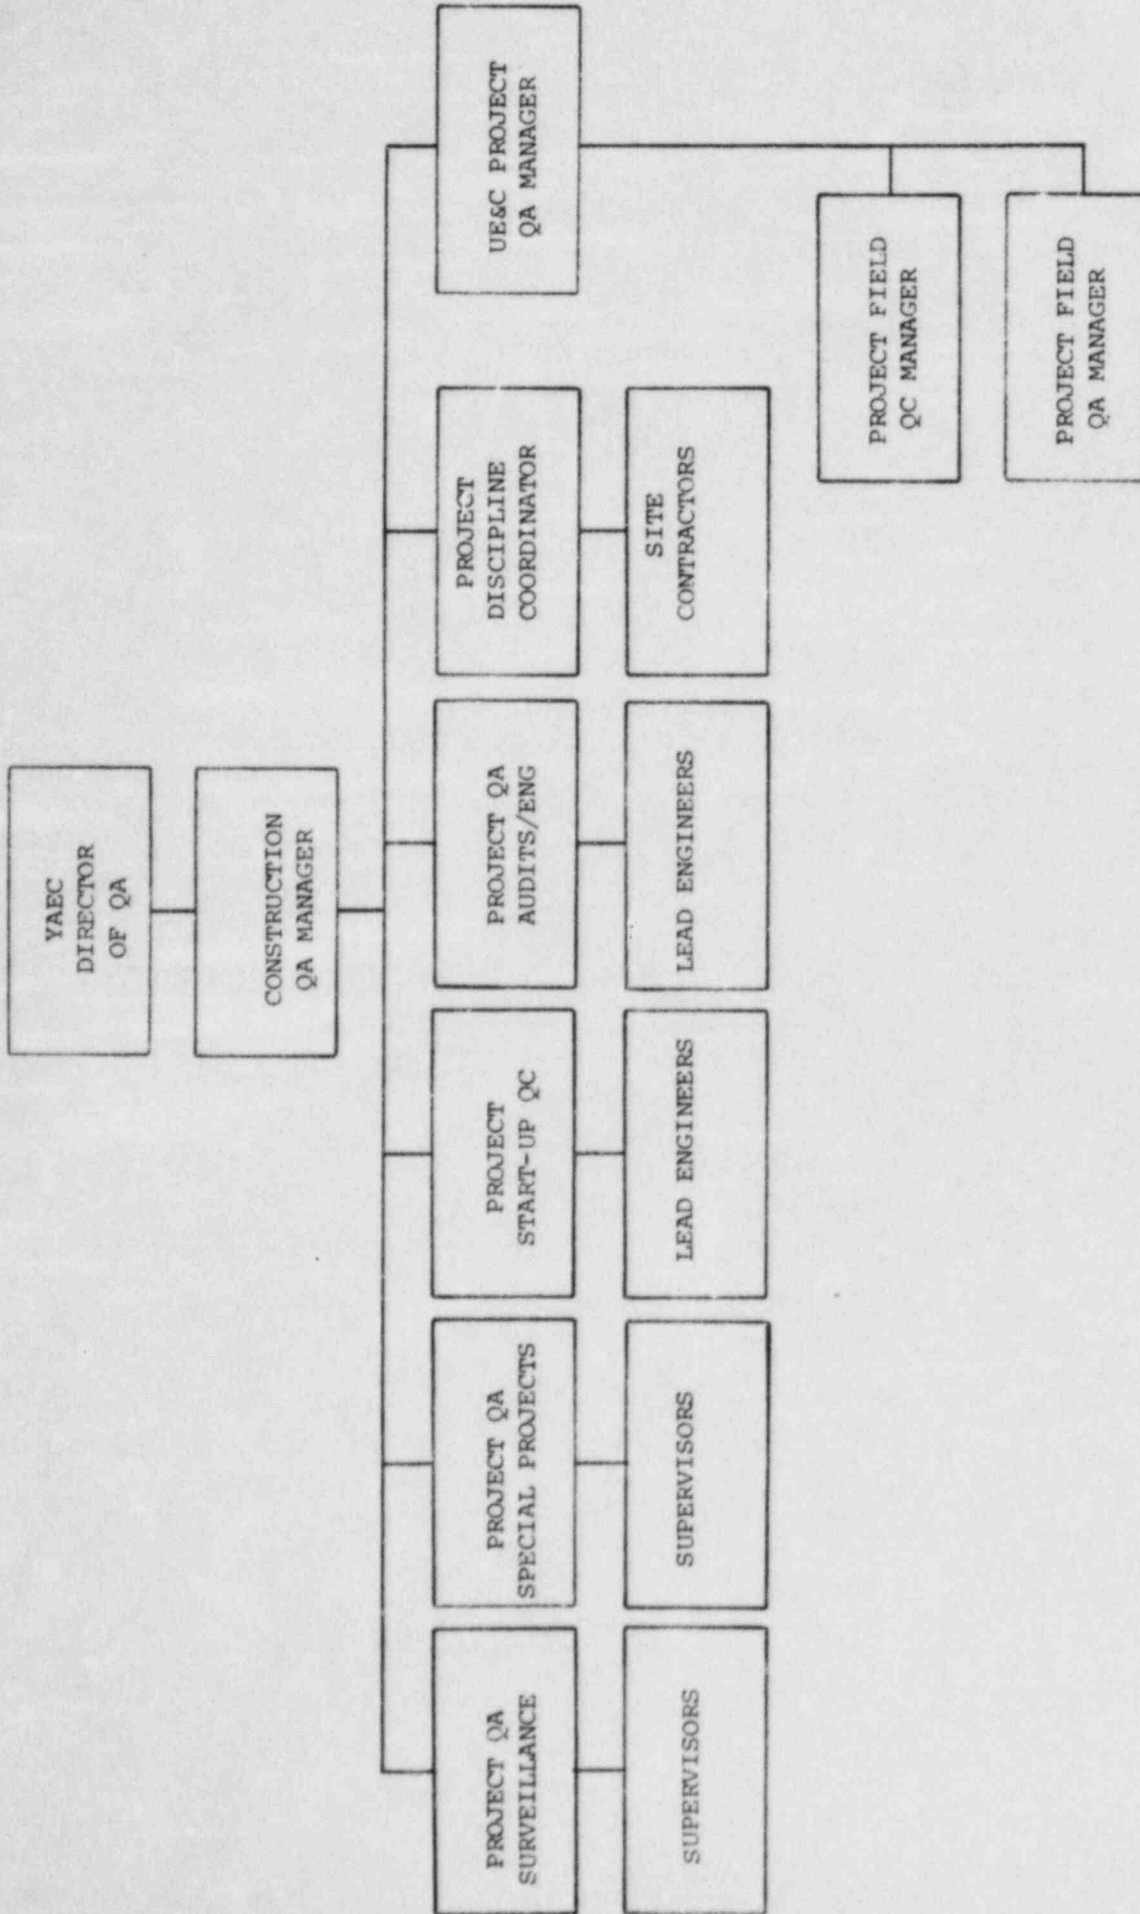 YAEC
DIRECTOR
OF QA
CONSTRUCTION
QA MANAGER
PROJECT QA
SURVEILLANCE
PROJECT QA
SPECIAL PROJECTS
PROJECT
START-UP QC
PROJECT QA
AUDITS/ENG
PROJECT
DISCIPLINE
COORDINATOR
UE&C PROJECT
QA MANAGER
SUPERVISORS
SUPERVISORS
LEAD ENGINEERS
LEAD ENGINEERS
SITE
CONTRACTORS
PROJECT FIELD
QC MANAGER
PROJECT FIELD
QA MANAGER